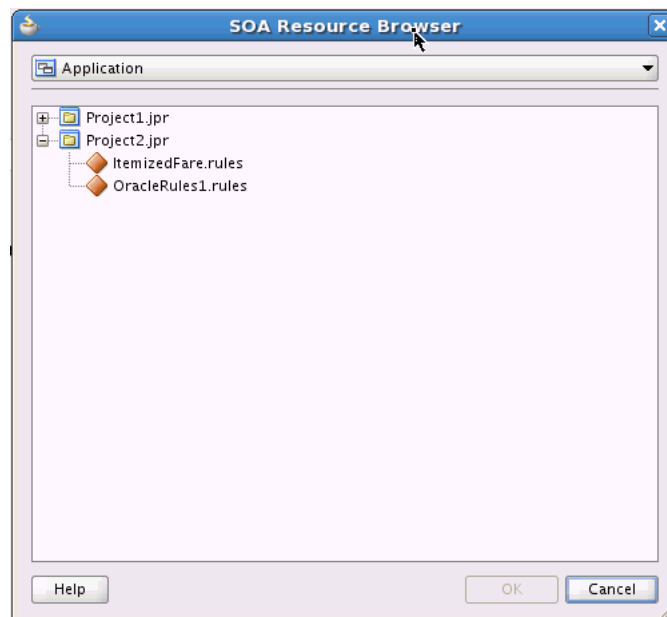 SOA Resource Browser
Application
Project1.jpr
Project2.jpr
ItemizedFare.rules
OracleRules1.rules
Help OK Cancel